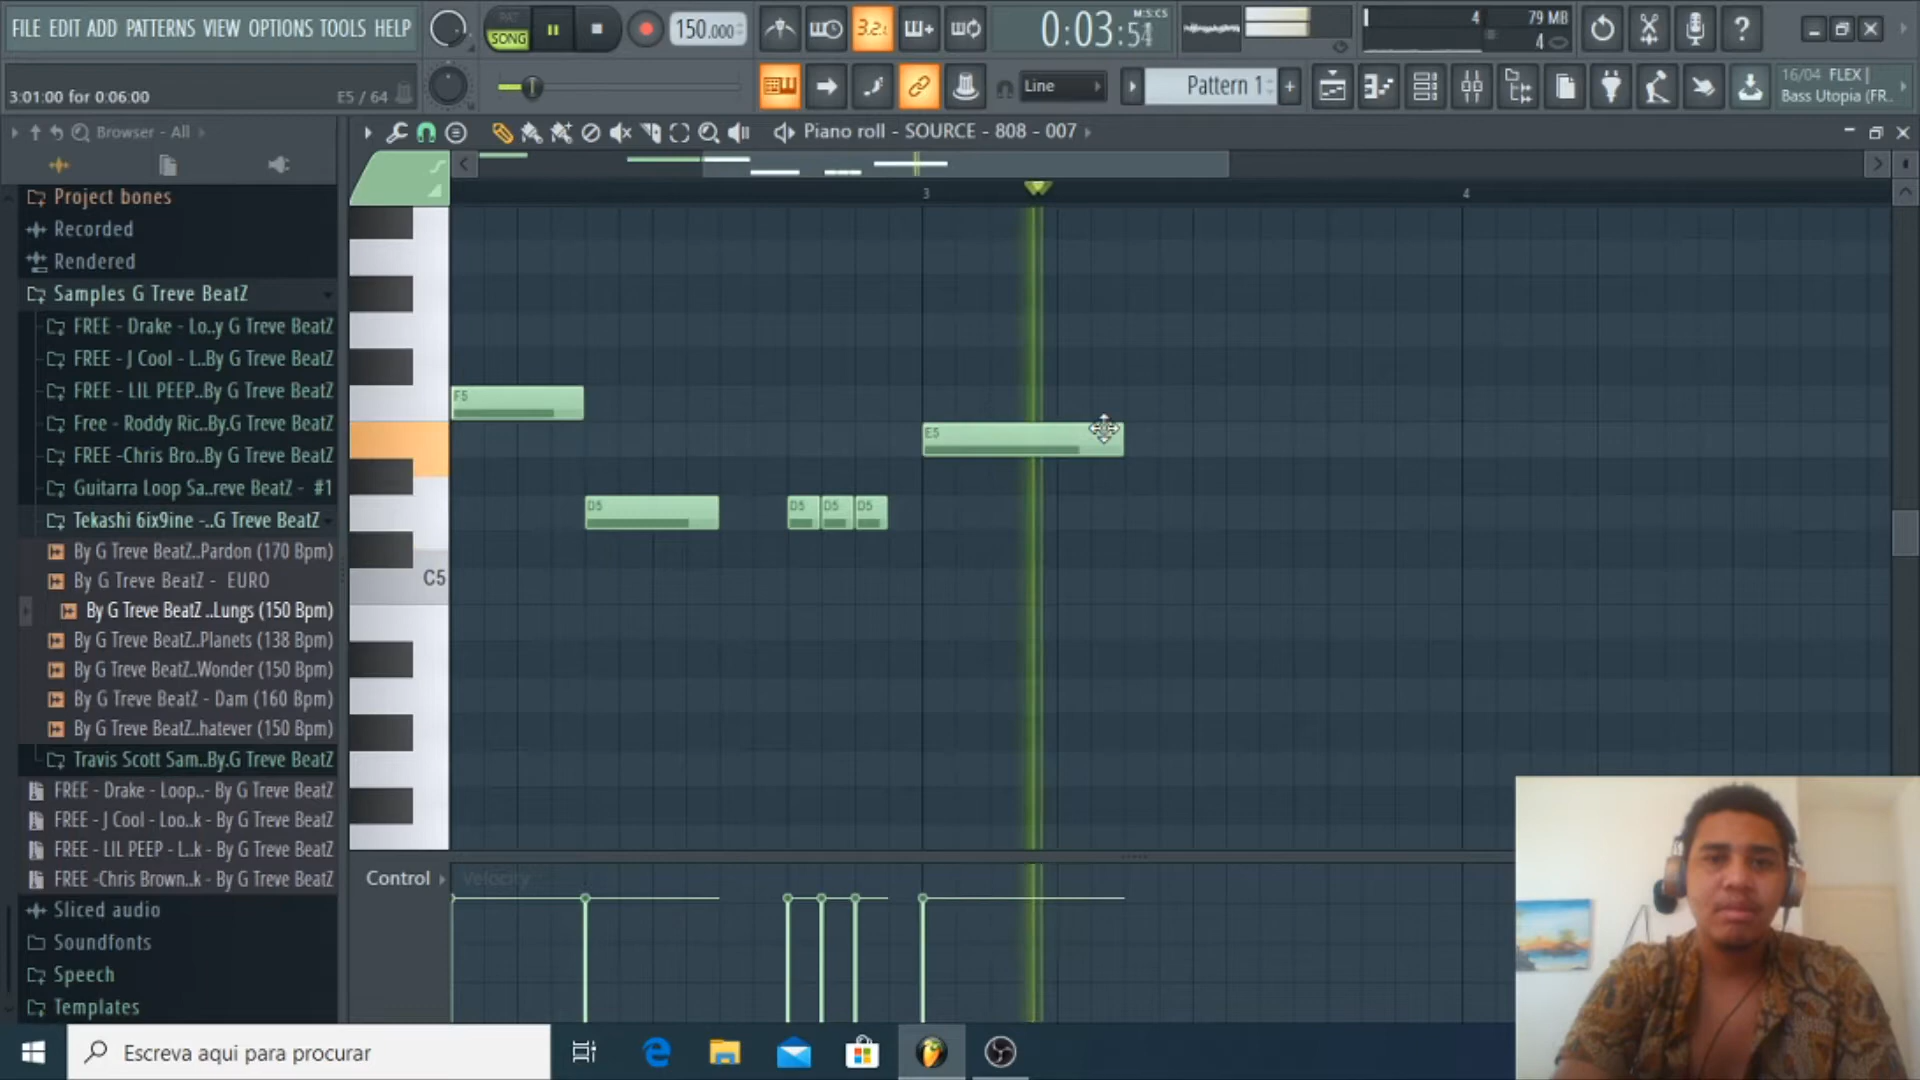 FILE EDIT ADD PATTERNS VIEW OPTIONS TOOLS HELP
PAT
SONG
150.000
3.2.
0:03:54
M:S:CS
4
79 MB
4
3:01:00 for 0:06:00
E5 / 64
Line
Pattern 1
+
16/04 FLEX |
Bass Utopia (FR..
Browser - All
Piano roll - SOURCE - 808 - 007
Project bones
Recorded
Rendered
Samples G Treve BeatZ
FREE - Drake - Lo..y G Treve BeatZ
FREE - J Cool - L..By G Treve BeatZ
FREE - LIL PEEP..By G Treve BeatZ
Free - Roddy Ric..By.G Treve BeatZ
FREE -Chris Bro..By G Treve BeatZ
Guitarra Loop Sa..reve BeatZ - #1
Tekashi 6ix9ine -..G Treve BeatZ
By G Treve BeatZ..Pardon (170 Bpm)
By G Treve BeatZ - EURO
By G Treve BeatZ ..Lungs (150 Bpm)
By G Treve BeatZ..Planets (138 Bpm)
By G Treve BeatZ..Wonder (150 Bpm)
By G Treve BeatZ - Dam (160 Bpm)
By G Treve BeatZ..hatever (150 Bpm)
Travis Scott Sam..By.G Treve BeatZ
FREE - Drake - Loop..- By G Treve BeatZ
FREE - J Cool - Loo..k - By G Treve BeatZ
FREE - LIL PEEP - L..k - By G Treve BeatZ
FREE -Chris Brown..k - By G Treve BeatZ
Sliced audio
Soundfonts
Speech
Templates
3
4
F5
E5
D5
D5 D5 D5
C5
Control
Velocity
Escreva aqui para procurar